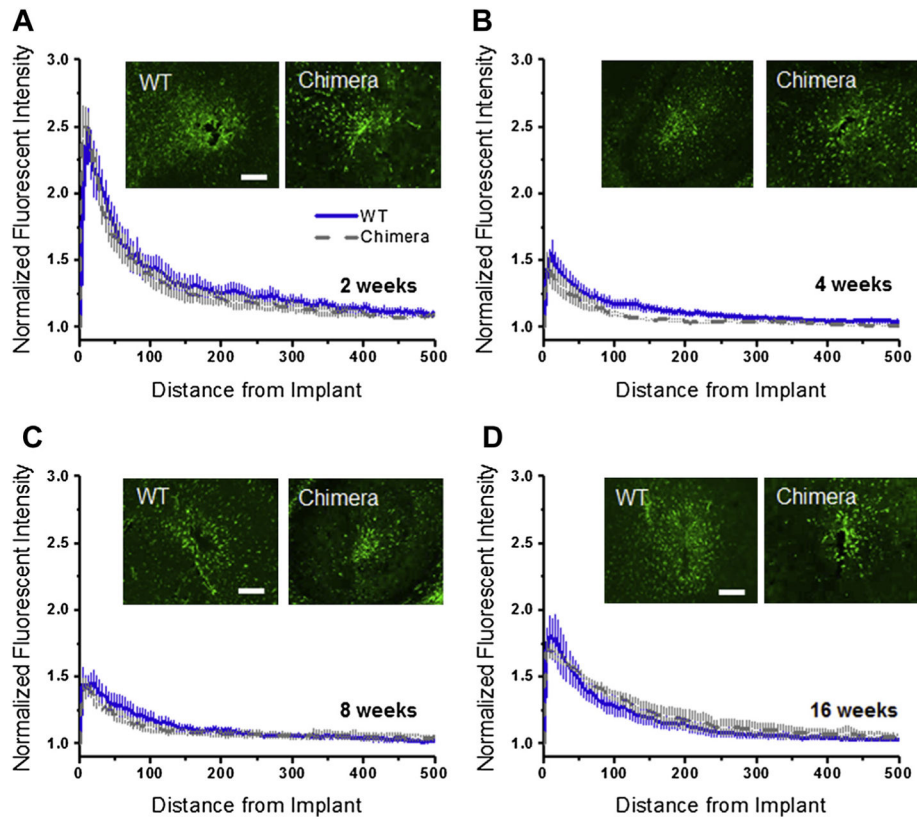 A
Normalized Fluorescent Intensity
3.0
2.5
2.0
1.5
1.0
WT
Chimera
WT
Chimera
2 weeks
0
100
200
300
400
500
Distance from Implant
B
Normalized Fluorescent Intensity
3.0
2.5
2.0
1.5
1.0
WT
Chimera
4 weeks
0
100
200
300
400
500
Distance from Implant
C
Normalized Fluorescent Intensity
3.0
2.5
2.0
1.5
1.0
WT
Chimera
8 weeks
0
100
200
300
400
500
Distance from Implant
D
Normalized Fluorescent Intensity
3.0
2.5
2.0
1.5
1.0
WT
Chimera
16 weeks
0
100
200
300
400
500
Distance from Implant